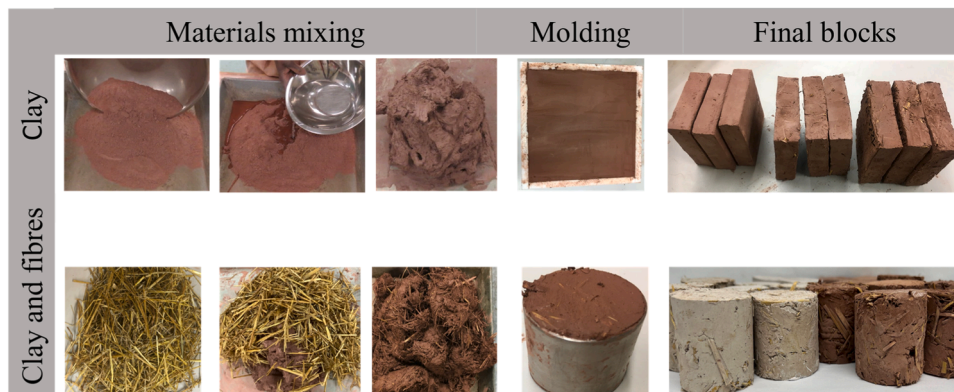 Materials mixing
Molding
Final blocks
Clay
Clay and fibres